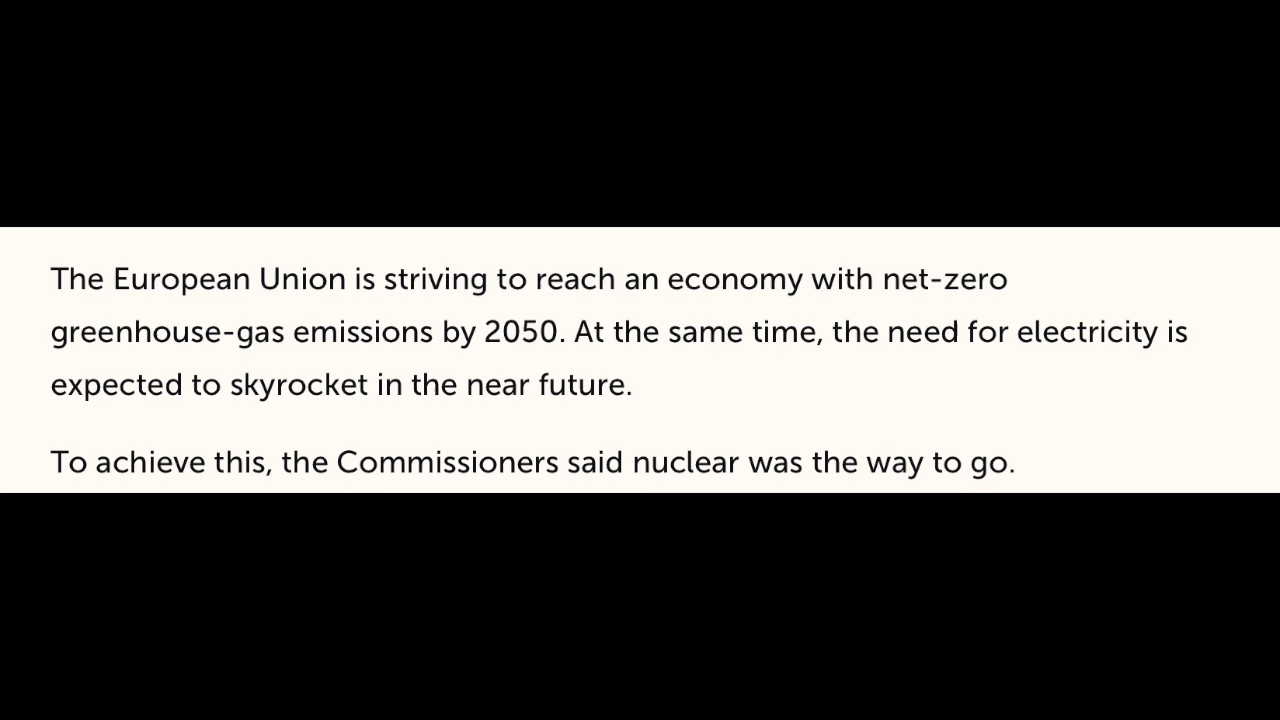 The European Union is striving to reach an economy with net-zero
greenhouse-gas emissions by 2050. At the same time, the need for electricity is
expected to skyrocket in the near future.
To achieve this, the Commissioners said nuclear was the way to go.